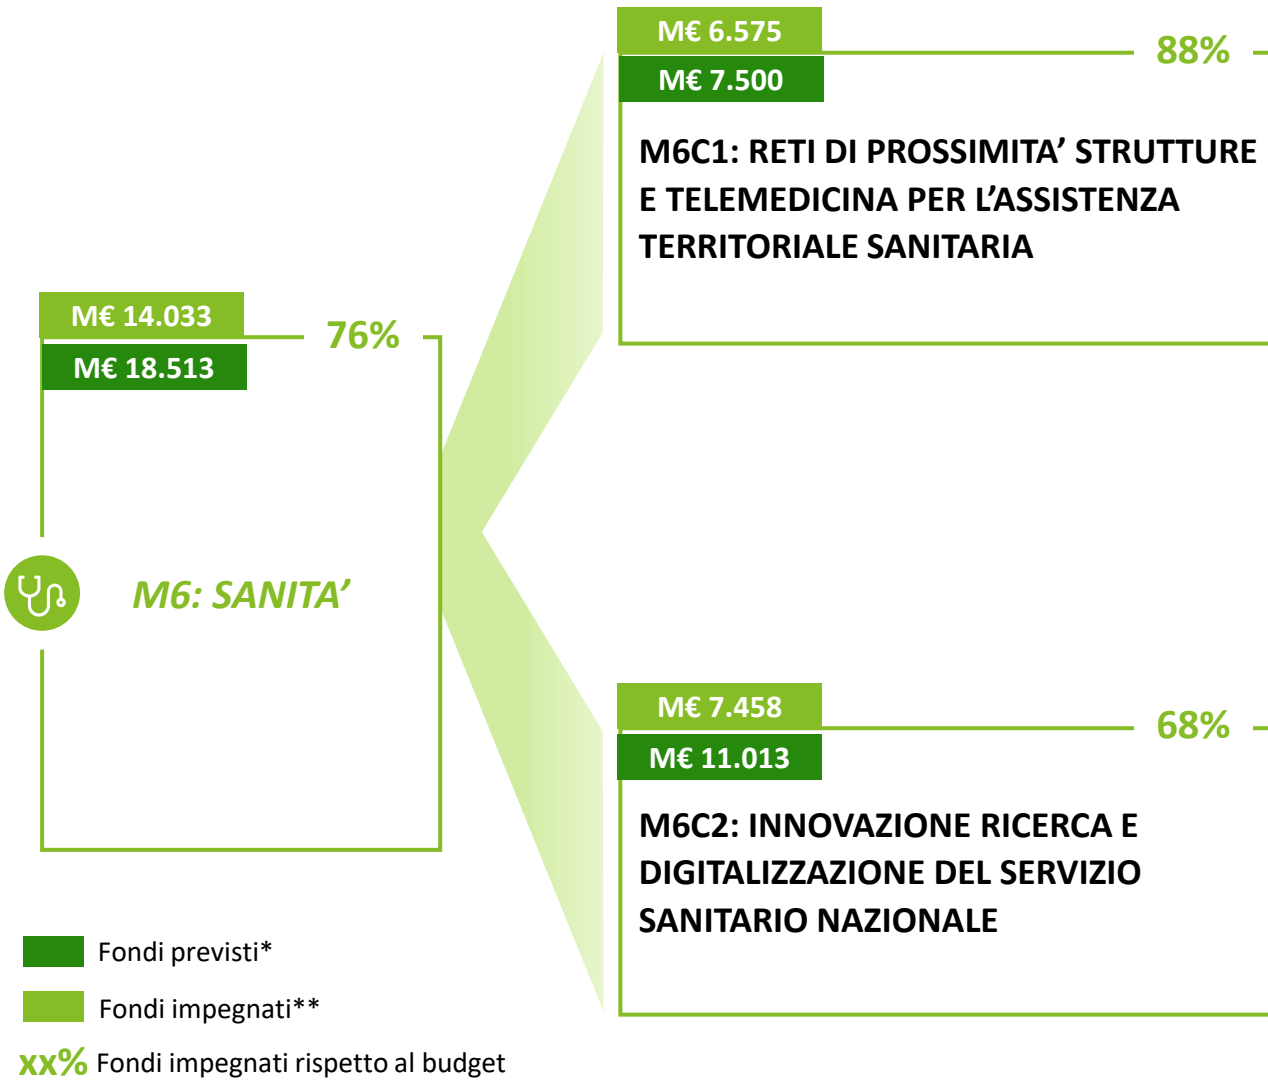 M€ 14.033
76%
M€ 18.513
M6: SANITA’
M€ 6.575
88%
M€ 7.500
M6C1: RETI DI PROSSIMITA’ STRUTTURE
E TELEMEDICINA PER L’ASSISTENZA
TERRITORIALE SANITARIA
M€ 7.458
68%
M€ 11.013
M6C2: INNOVAZIONE RICERCA E
DIGITALIZZAZIONE DEL SERVIZIO
SANITARIO NAZIONALE
Fondi previsti*
Fondi impegnati**
xx% Fondi impegnati rispetto al budget